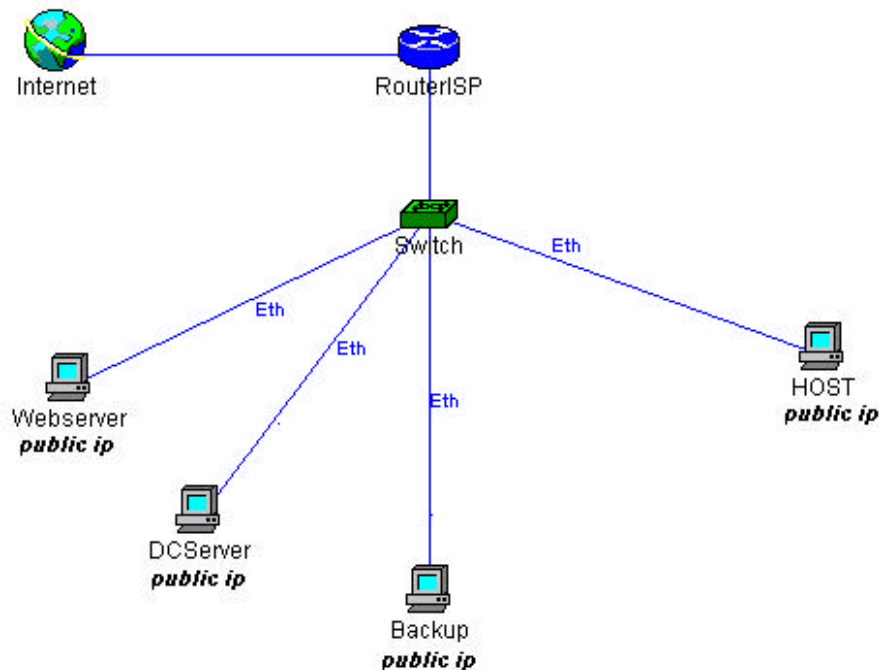 Internet
RouterISP
Switch
Eth
Eth
Eth
Eth
Webserver
public ip
HOST
public ip
DCServer
public ip
Backup
public ip